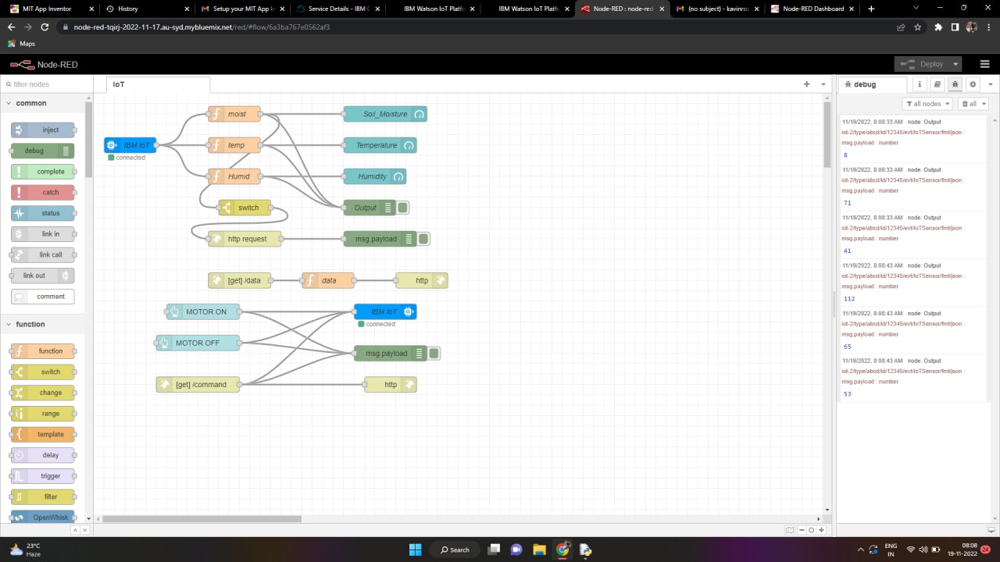 MIT App Inventor
History
Setup your MIT App In
Service Details - IBM C
IBM Watson IoT Platfo
IBM Watson IoT Platfo
Node-RED : node-red
(no subject) - kavinro
Node-RED Dashboard
node-red-tqirj-2022-11-17.au-syd.mybluemix.net/red/#flow/6a3ba767e0562af3
Maps
Node-RED
Deploy
filter nodes
common
inject
debug
complete
catch
status
link in
link call
link out
comment
function
function
switch
change
range
template
delay
trigger
filter
OpenWhisk
IoT
IBM IoT
connected
moist
temp
Humid
switch
http request
Soil_Moisture
Temperature
Humidity
Output
msg.payload
[get] /data
data
http
MOTOR ON
MOTOR OFF
[get] /command
IBM IoT
connected
msg.payload
http
debug
all nodes
all
11/19/2022, 8:08:33 AM node: Output
iot-2/type/abcd/id/12345/evt/IoTSensor/fmt/json :
msg.payload : number
8
11/19/2022, 8:08:33 AM node: Output
iot-2/type/abcd/id/12345/evt/IoTSensor/fmt/json :
msg.payload : number
71
11/19/2022, 8:08:33 AM node: Output
iot-2/type/abcd/id/12345/evt/IoTSensor/fmt/json :
msg.payload : number
41
11/19/2022, 8:08:43 AM node: Output
iot-2/type/abcd/id/12345/evt/IoTSensor/fmt/json :
msg.payload : number
112
11/19/2022, 8:08:43 AM node: Output
iot-2/type/abcd/id/12345/evt/IoTSensor/fmt/json :
msg.payload : number
65
11/19/2022, 8:08:43 AM node: Output
iot-2/type/abcd/id/12345/evt/IoTSensor/fmt/json :
msg.payload : number
53
23°C
Haze
Search
ENG
IN
08:08
19-11-2022
24